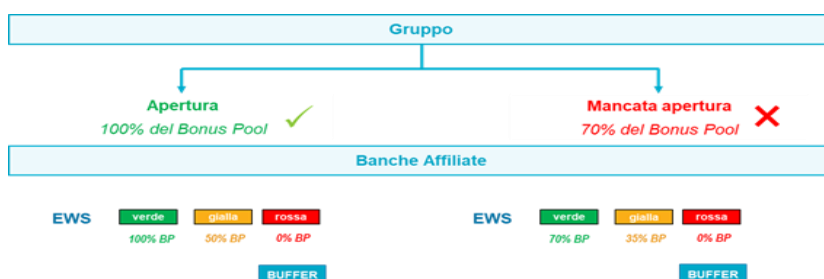 Gruppo
Apertura
100% del Bonus Pool
Mancata apertura
70% del Bonus Pool
Banche Affiliate
EWS verde gialla rossa
100% BP 50% BP 0% BP
BUFFER
EWS verde gialla rossa
70% BP 35% BP 0% BP
BUFFER